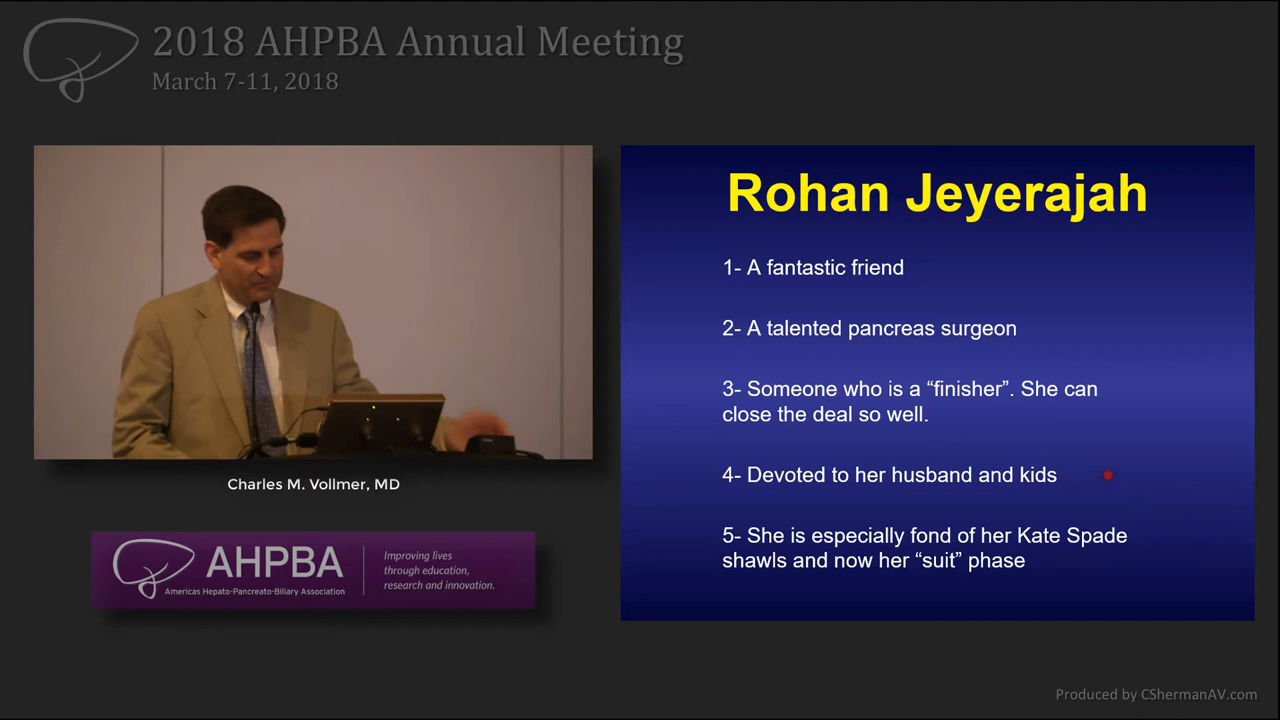 2018 AHPBA Annual Meeting
March 7-11, 2018
Rohan Jeyerajah
1- A fantastic friend
2- A talented pancreas surgeon
3- Someone who is a “finisher”. She can
close the deal so well.
4- Devoted to her husband and kids
5- She is especially fond of her Kate Spade
shawls and now her “suit” phase
Charles M. Vollmer, MD
AHPBA
Americas Hepato-Pancreato-Biliary Association
Improving lives
through education,
research and innovation.
Produced by CShermanAV.com